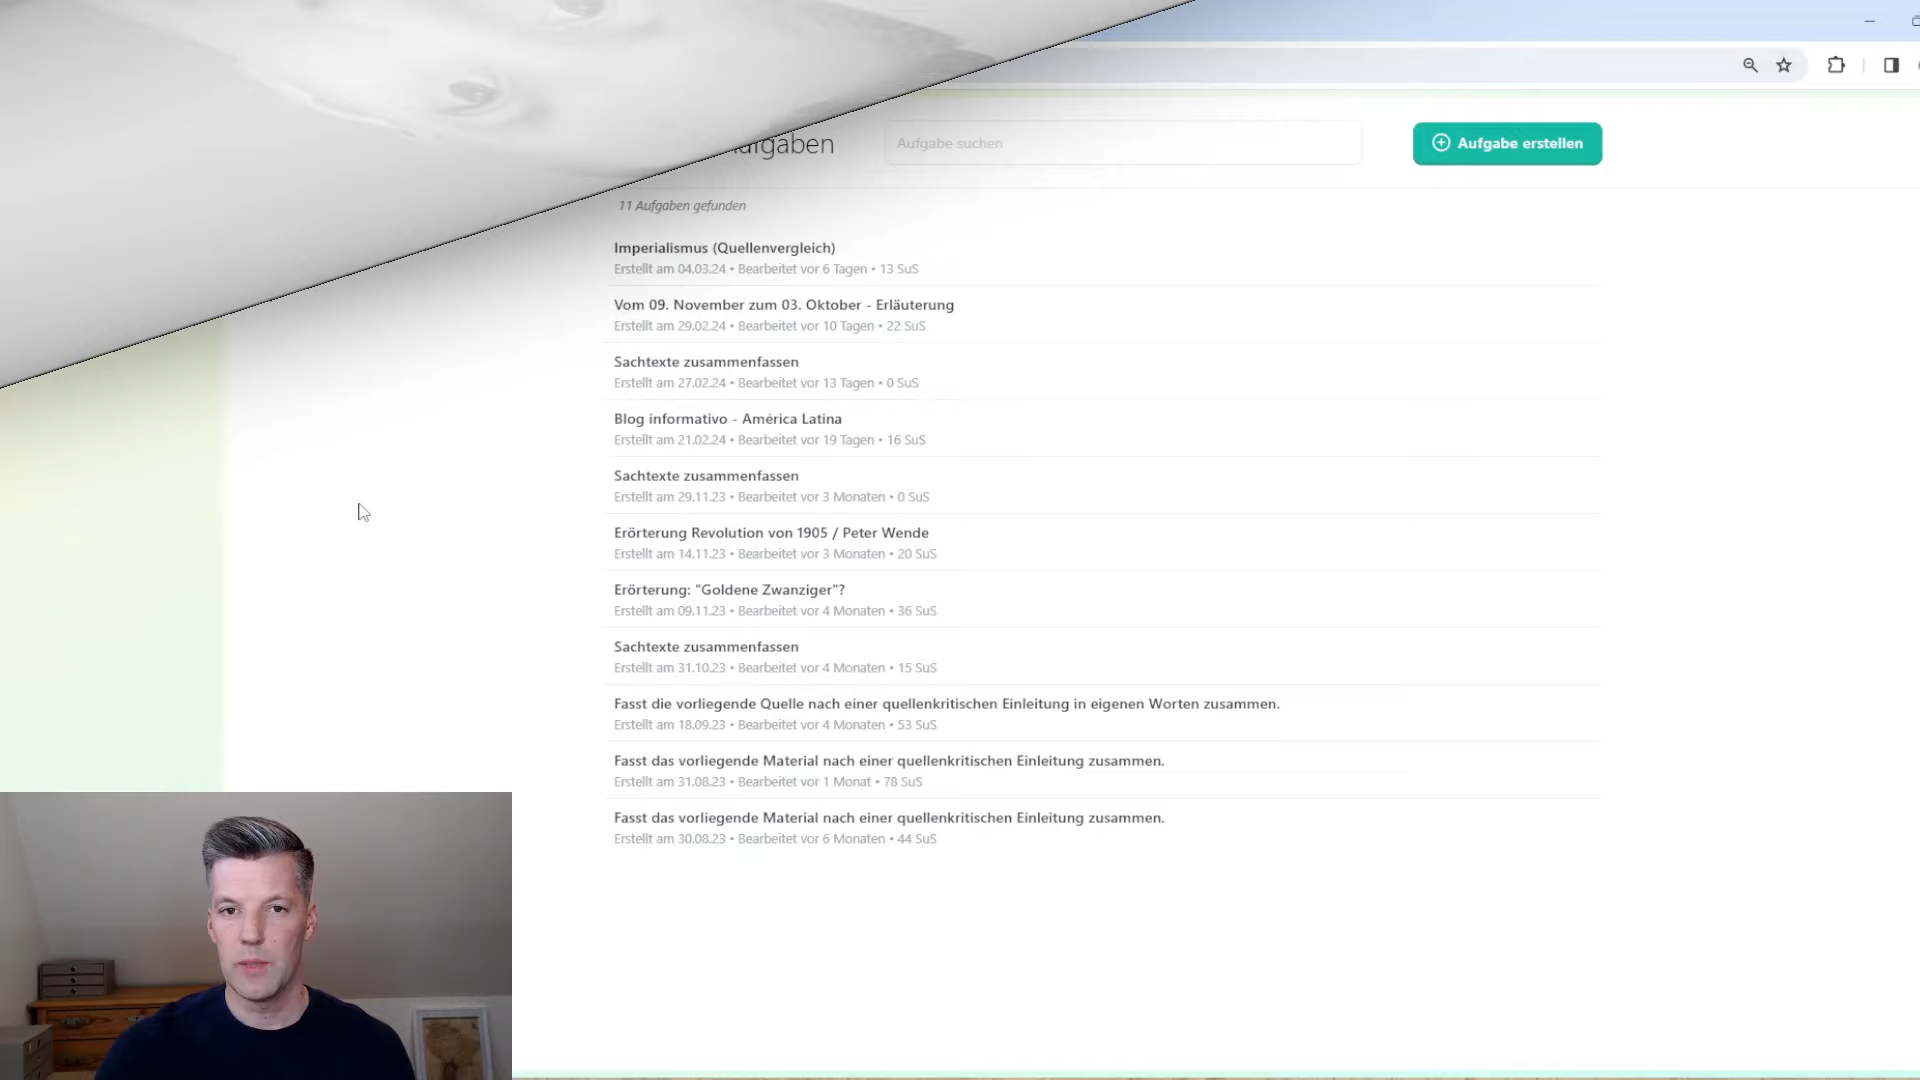 Aufgabe suchen
Aufgabe erstellen
11 Aufgaben gefunden
Imperialismus (Quellenvergleich)
Erstellt am 04.03.24 • Bearbeitet vor 6 Tagen • 13 SuS
Vom 09. November zum 03. Oktober - Erläuterung
Erstellt am 29.02.24 • Bearbeitet vor 10 Tagen • 22 SuS
Sachtexte zusammenfassen
Erstellt am 27.02.24 • Bearbeitet vor 13 Tagen • 0 SuS
Blog informativo - América Latina
Erstellt am 21.02.24 • Bearbeitet vor 19 Tagen • 16 SuS
Sachtexte zusammenfassen
Erstellt am 29.11.23 • Bearbeitet vor 3 Monaten • 0 SuS
Erörterung Revolution von 1905 / Peter Wende
Erstellt am 14.11.23 • Bearbeitet vor 3 Monaten • 20 SuS
Erörterung: "Goldene Zwanziger"?
Erstellt am 09.11.23 • Bearbeitet vor 4 Monaten • 36 SuS
Sachtexte zusammenfassen
Erstellt am 31.10.23 • Bearbeitet vor 4 Monaten • 15 SuS
Fasst die vorliegende Quelle nach einer quellenkritischen Einleitung in eigenen Worten zusammen.
Erstellt am 18.09.23 • Bearbeitet vor 4 Monaten • 53 SuS
Fasst das vorliegende Material nach einer quellenkritischen Einleitung zusammen.
Erstellt am 31.08.23 • Bearbeitet vor 1 Monat • 78 SuS
Fasst das vorliegende Material nach einer quellenkritischen Einleitung zusammen.
Erstellt am 30.08.23 • Bearbeitet vor 6 Monaten • 44 SuS